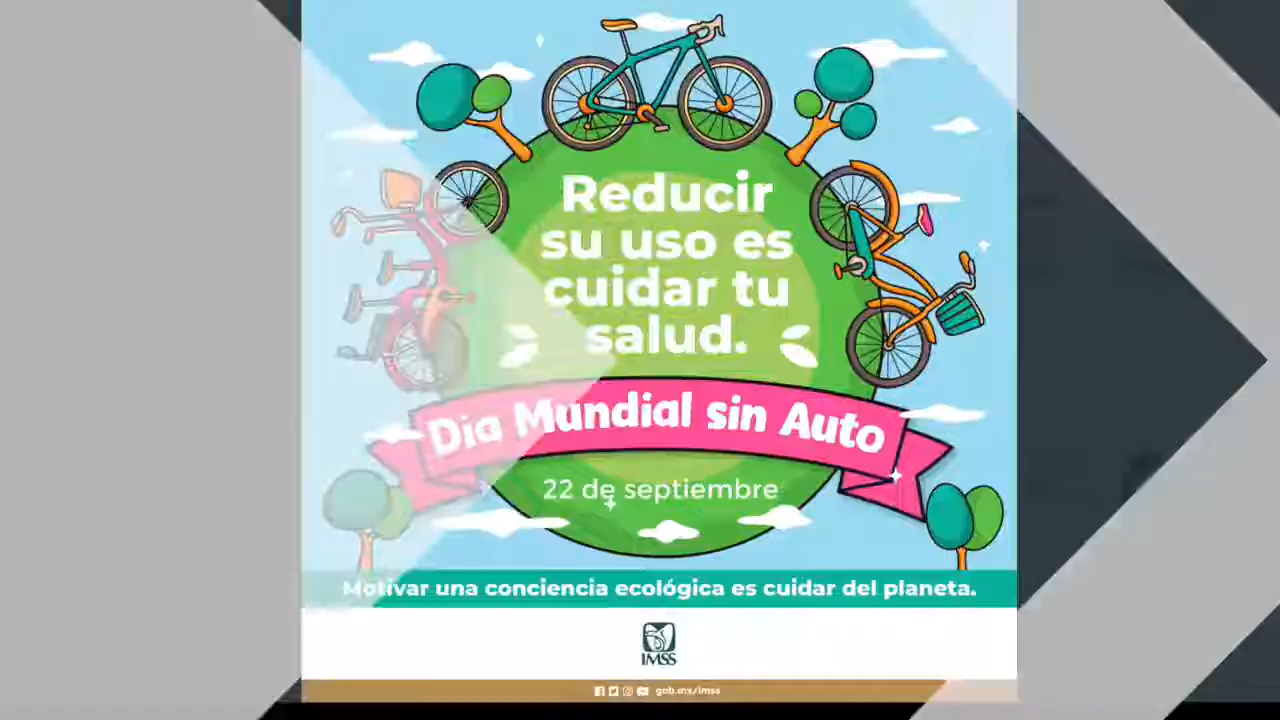 Reducir
su uso es
cuidar tu
salud.
Día Mundial sin Auto
22 de septiembre
Motivar una conciencia ecológica es cuidar del planeta.
IMSS
gob.mx/imss